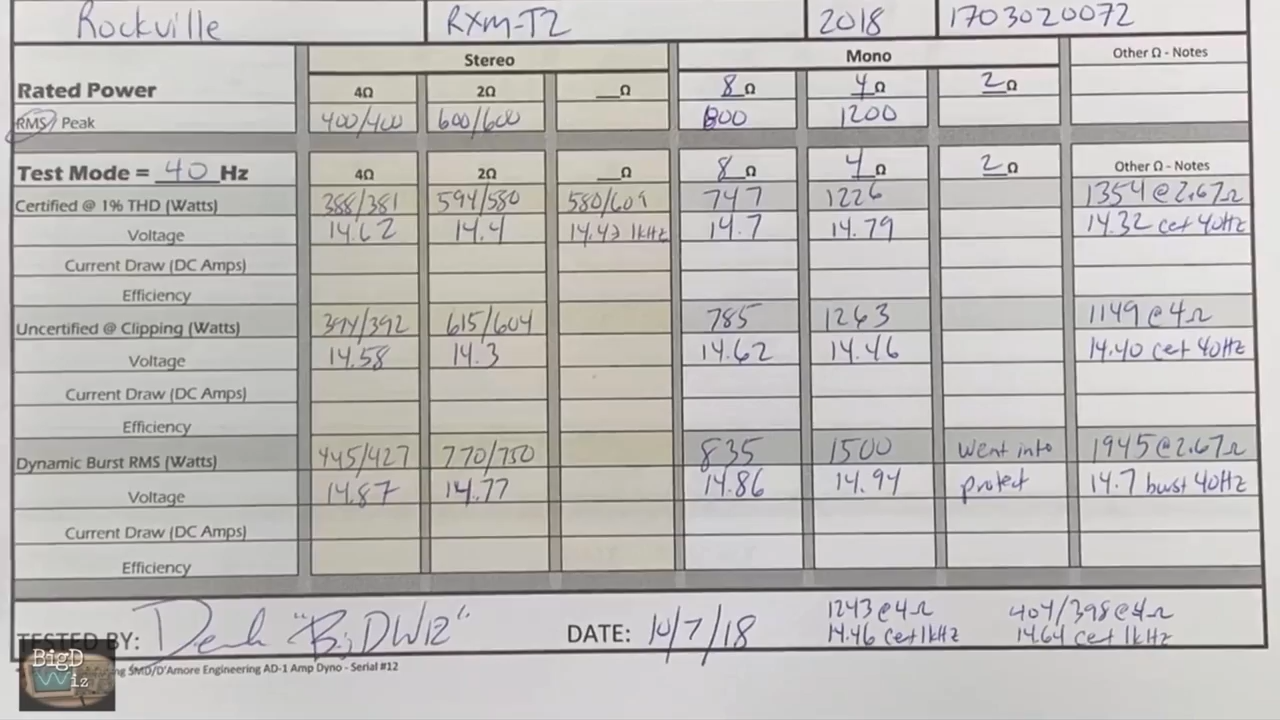 Rockville RXM-T2 2018 1703020072
Stereo Mono Other Ω - Notes
Rated Power 4Ω 2Ω __Ω 8Ω 4Ω 2Ω
RMS / Peak 400/400 600/600 800 1200
Test Mode = 40 Hz 4Ω 2Ω __Ω 8Ω 4Ω 2Ω Other Ω - Notes
Certified @ 1% THD (Watts) 388/381 594/580 580/609 747 1226 1354 @ 2.67Ω
Voltage 14.62 14.4 14.43 1kHz 14.7 14.79 14.32 cert 40Hz
Current Draw (DC Amps)
Efficiency
Uncertified @ Clipping (Watts) 394/392 615/604 785 1263 1149 @ 4Ω
Voltage 14.58 14.3 14.62 14.46 14.40 cert 40Hz
Current Draw (DC Amps)
Efficiency
Dynamic Burst RMS (Watts) 445/427 770/750 835 1500 went into 1945 @ 2.67Ω
Voltage 14.87 14.77 14.86 14.94 protect 14.7 burst 40Hz
Current Draw (DC Amps)
Efficiency
1243 @ 4Ω 404/398 @ 4Ω
TESTED BY: "BigDWiz" DATE: 10/7/18 14.46 cert 1kHz 14.64 cert 1kHz
SMD/D'Amore Engineering AD-1 Amp Dyno - Serial #12
BigD
Wiz